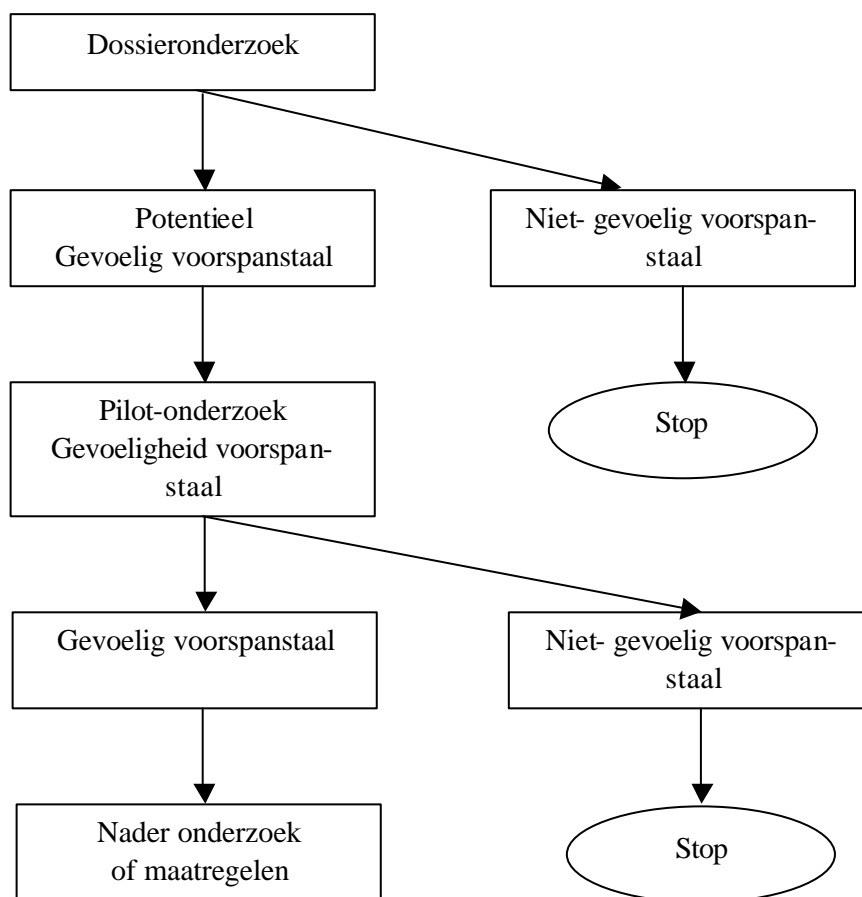 Dossieronderzoek
Potentieel
Gevoelig voorspanstaal
Niet- gevoelig voorspan-
staal
Pilot-onderzoek
Gevoeligheid voorspan-
staal
Stop
Gevoelig voorspanstaal
Niet- gevoelig voorspan-
staal
Nader onderzoek
of maatregelen
Stop